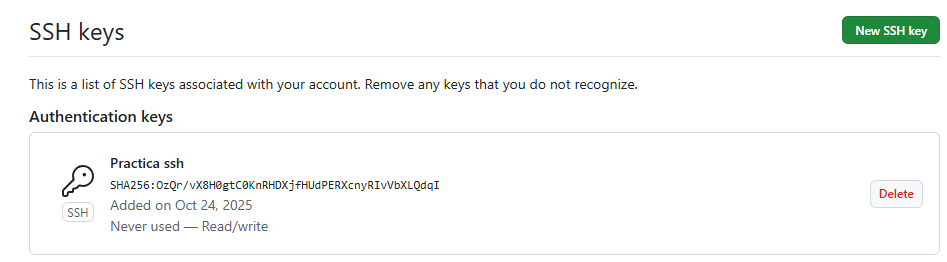 SSH keys
New SSH key
This is a list of SSH keys associated with your account. Remove any keys that you do not recognize.
Authentication keys
Practica ssh
SHA256:OzQr/vX8H0gtC0KnRHDXjfHUdPERXcnyRIvVbXLQdqI
Added on Oct 24, 2025
Never used — Read/write
SSH
Delete